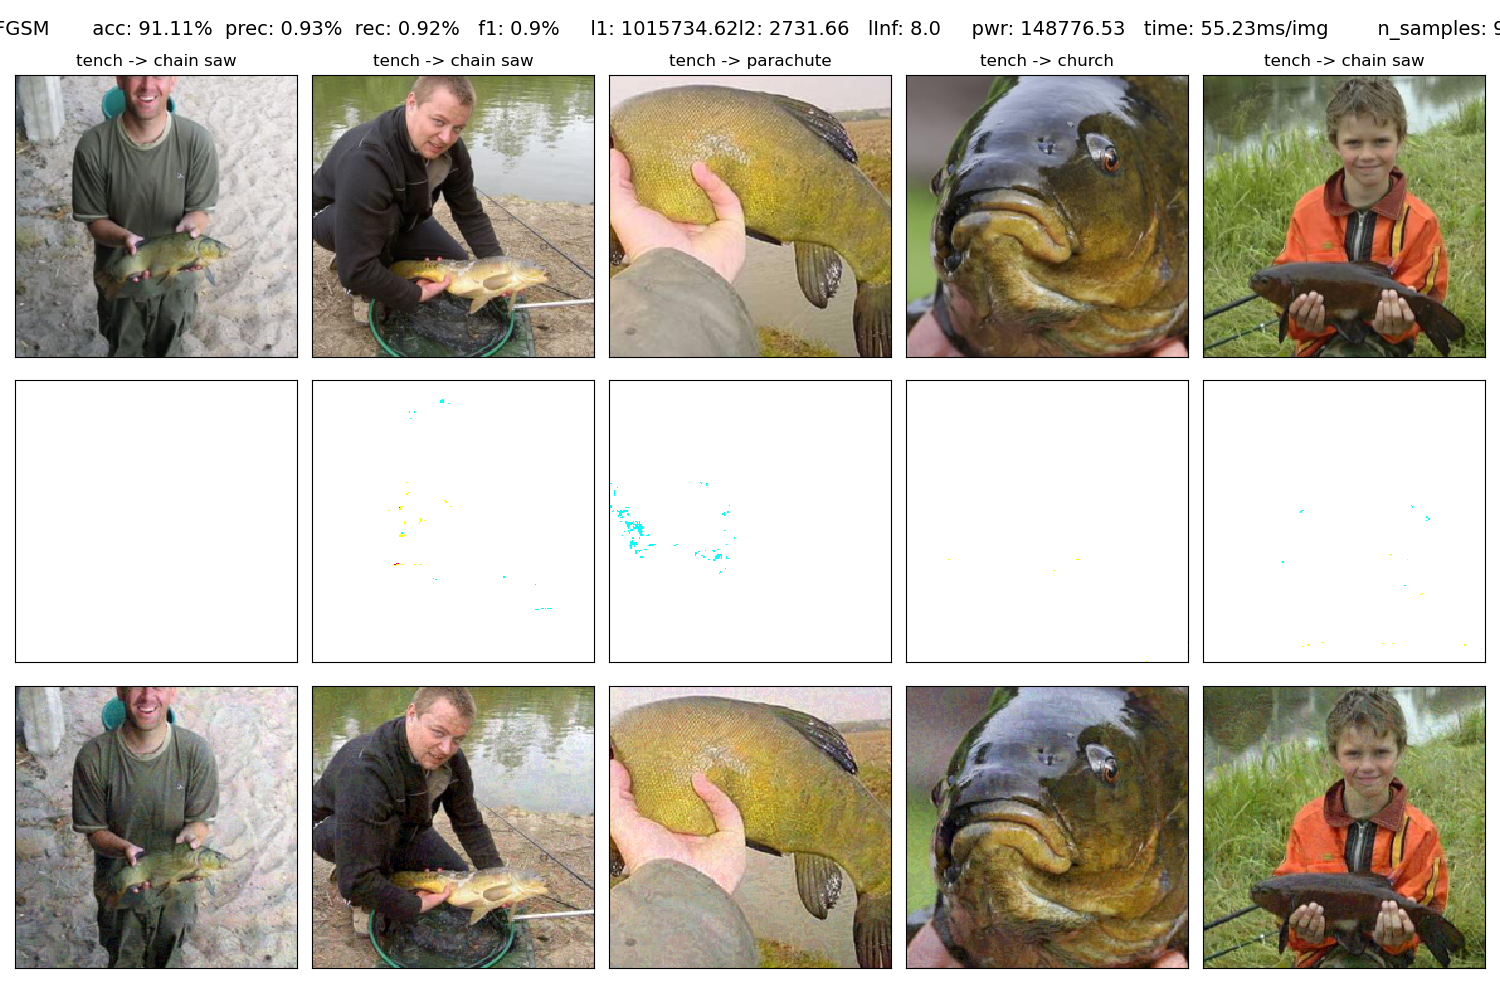 FGSM acc: 91.11% prec: 0.93% rec: 0.92% f1: 0.9% l1: 1015734.62l2: 2731.66 lInf: 8.0 pwr: 148776.53 time: 55.23ms/img n_samples: 9
tench -> chain saw
tench -> chain saw
tench -> parachute
tench -> church
tench -> chain saw